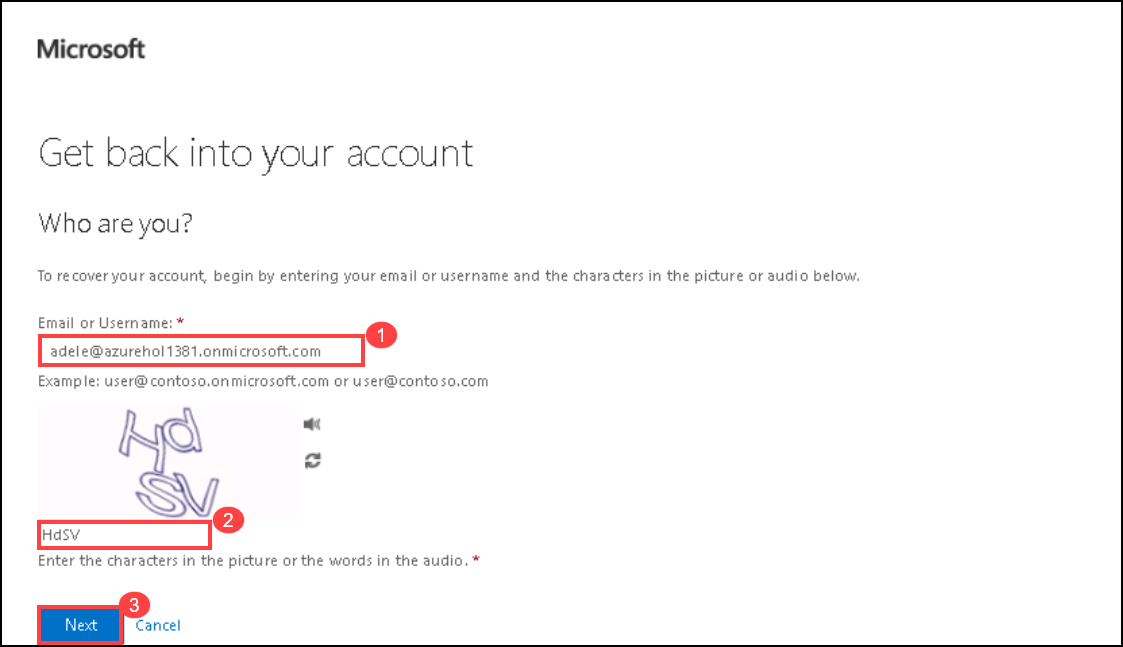 Microsoft
Get back into your account
Who are you?
To recover your account, begin by entering your email or username and the characters in the picture or audio below.
Email or Username: *
1
adele@azurehol1381.onmicrosoft.com
Example: user@contoso.onmicrosoft.com or user@contoso.com
Hd
SV
2
HdSV
Enter the characters in the picture or the words in the audio. *
3
Next Cancel